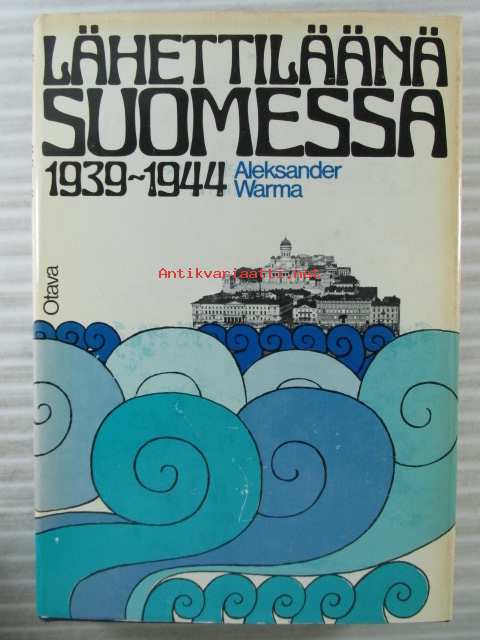 LÄHETTILÄÄNÄ
SUOMESSA
1939~1944
Aleksander
Warma
Antikvariaatti.net
Otava